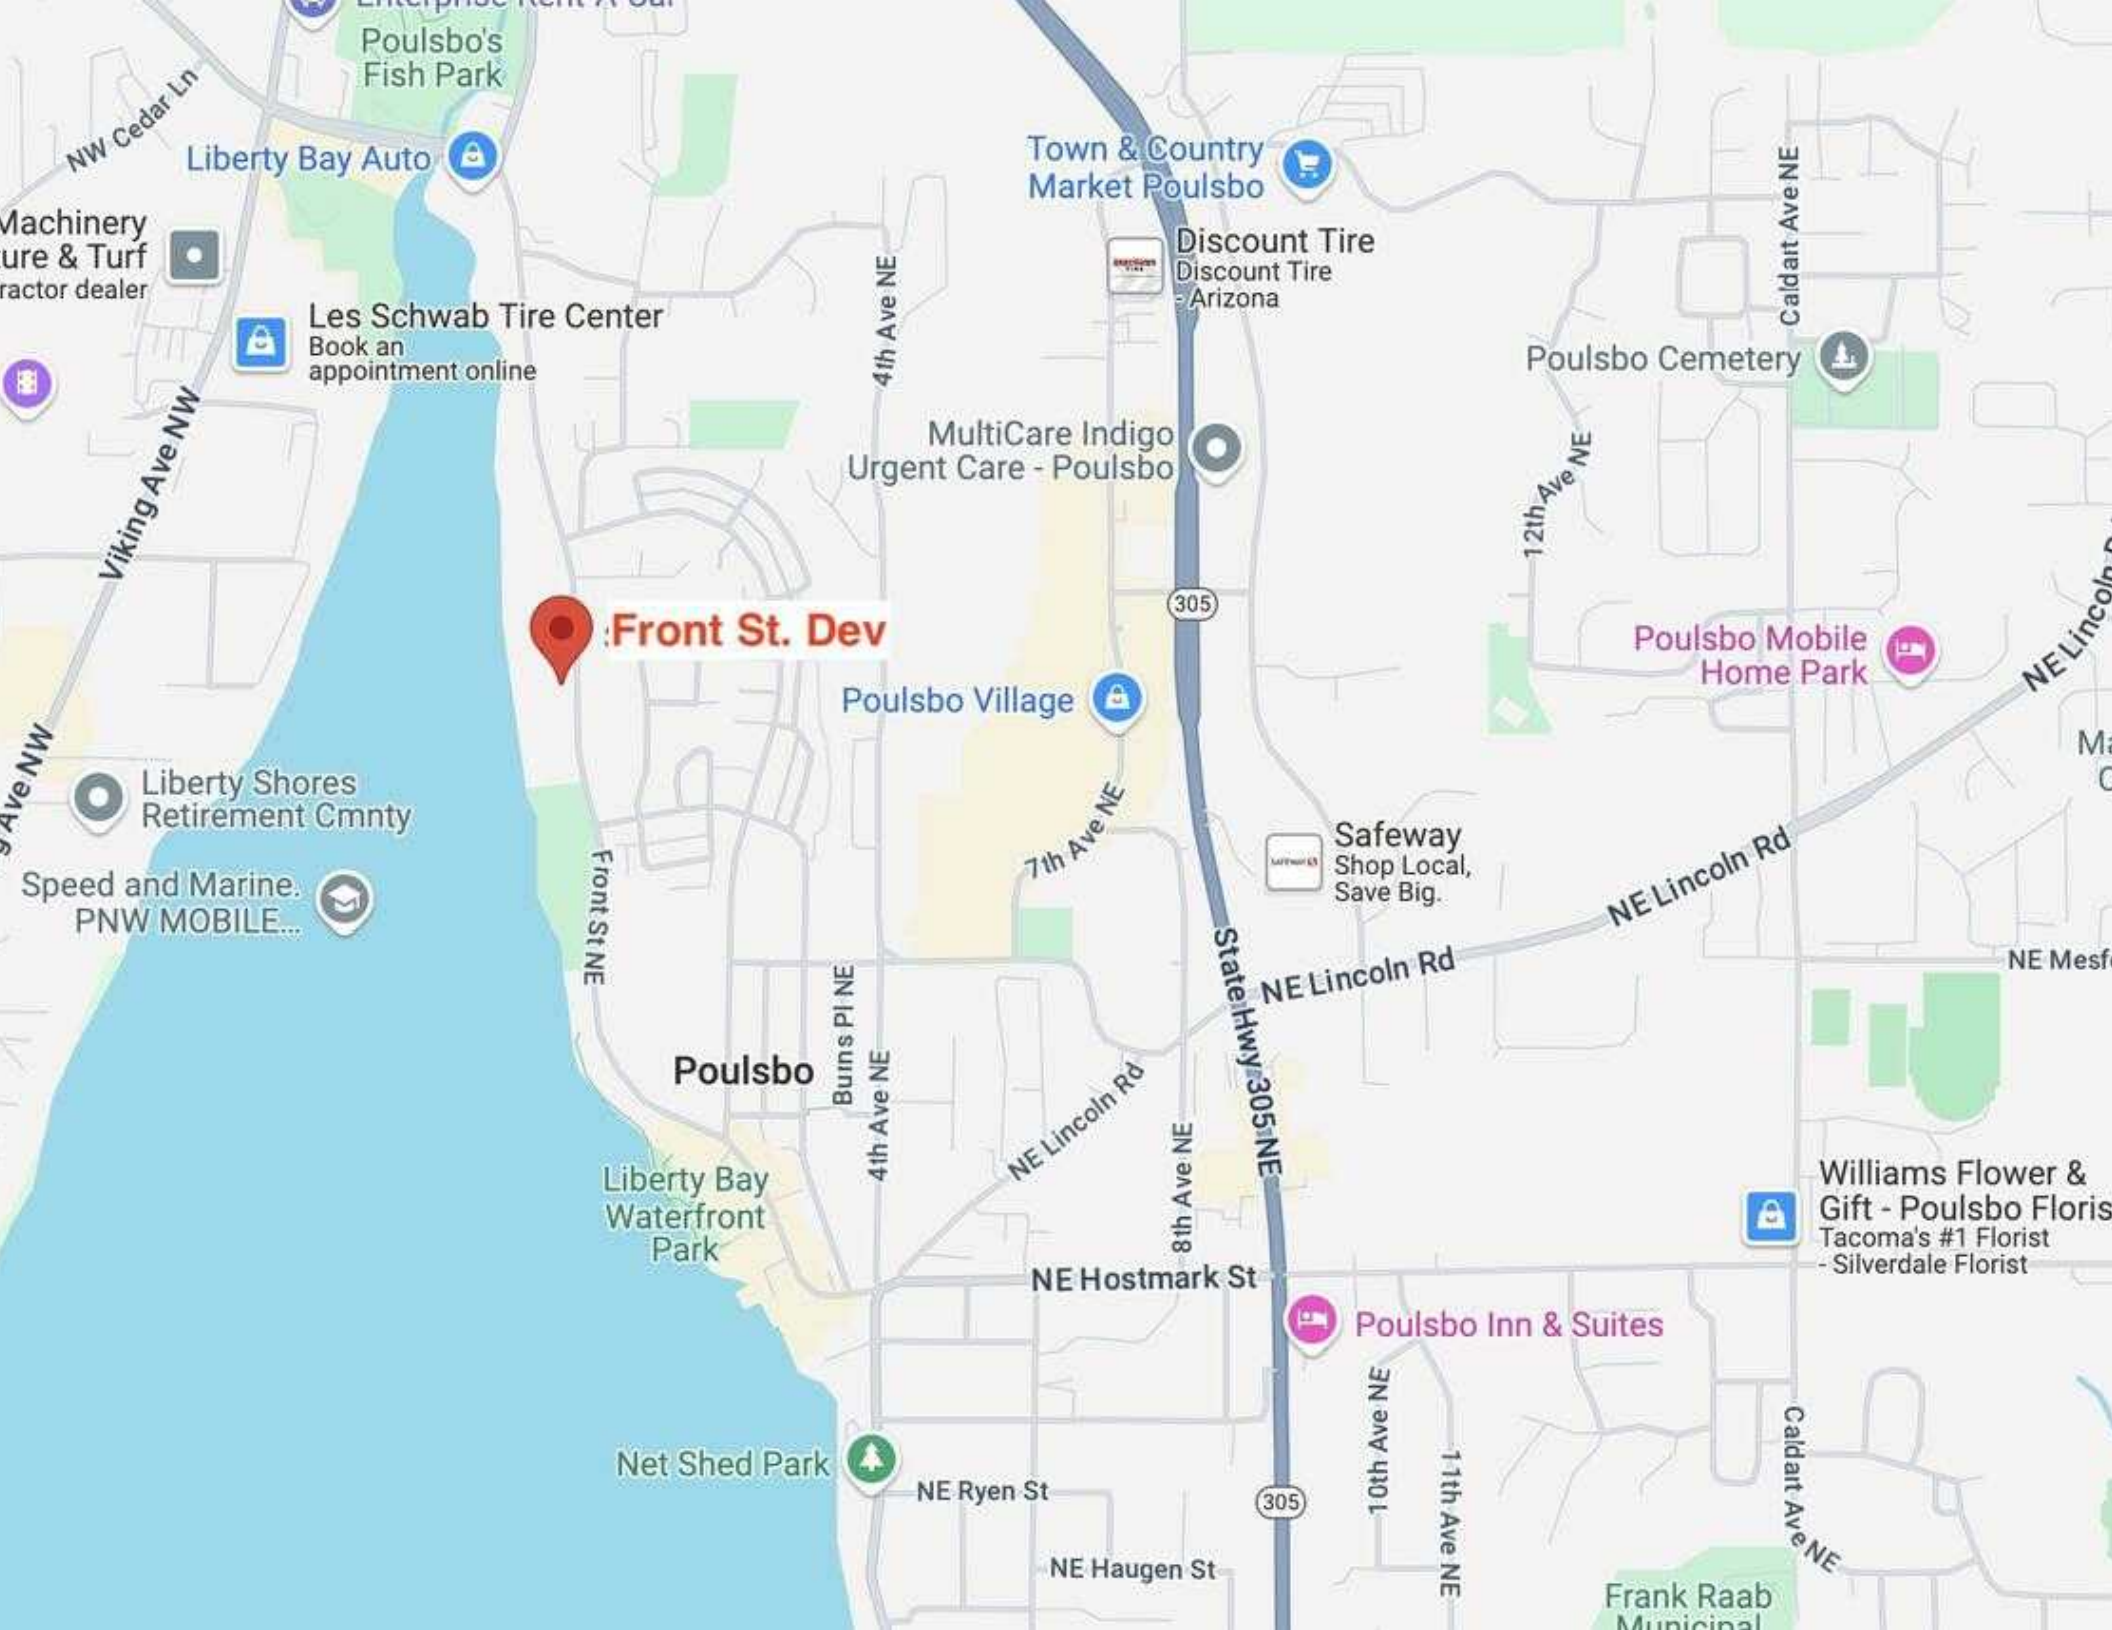 Enterprise Rent-A-Car
Poulsbo's
Fish Park
NW Cedar Ln
Liberty Bay Auto
Town & Country
Market Poulsbo
Machinery
ure & Turf
ractor dealer
Discount Tire
Discount Tire
- Arizona
Caldart Ave NE
4th Ave NE
Les Schwab Tire Center
Book an
appointment online
Poulsbo Cemetery
Viking Ave NW
MultiCare Indigo
Urgent Care - Poulsbo
12th Ave NE
305
Front St. Dev
Poulsbo Mobile
Home Park
NE Lincoln
Poulsbo Village
g Ave NW
Liberty Shores
Retirement Cmnty
7th Ave NE
Safeway
Shop Local,
Save Big.
NE Lincoln Rd
Speed and Marine.
PNW MOBILE...
Front St NE
State Hwy 305 NE
NE Lincoln Rd
NE Mesf
Burns Pl NE
Poulsbo
4th Ave NE
NE Lincoln Rd
8th Ave NE
Liberty Bay
Waterfront
Park
Williams Flower &
Gift - Poulsbo Floris
Tacoma's #1 Florist
- Silverdale Florist
NE Hostmark St
Poulsbo Inn & Suites
10th Ave NE
11th Ave NE
Caldart Ave NE
Net Shed Park
NE Ryen St
305
NE Haugen St
Frank Raab
Municipal